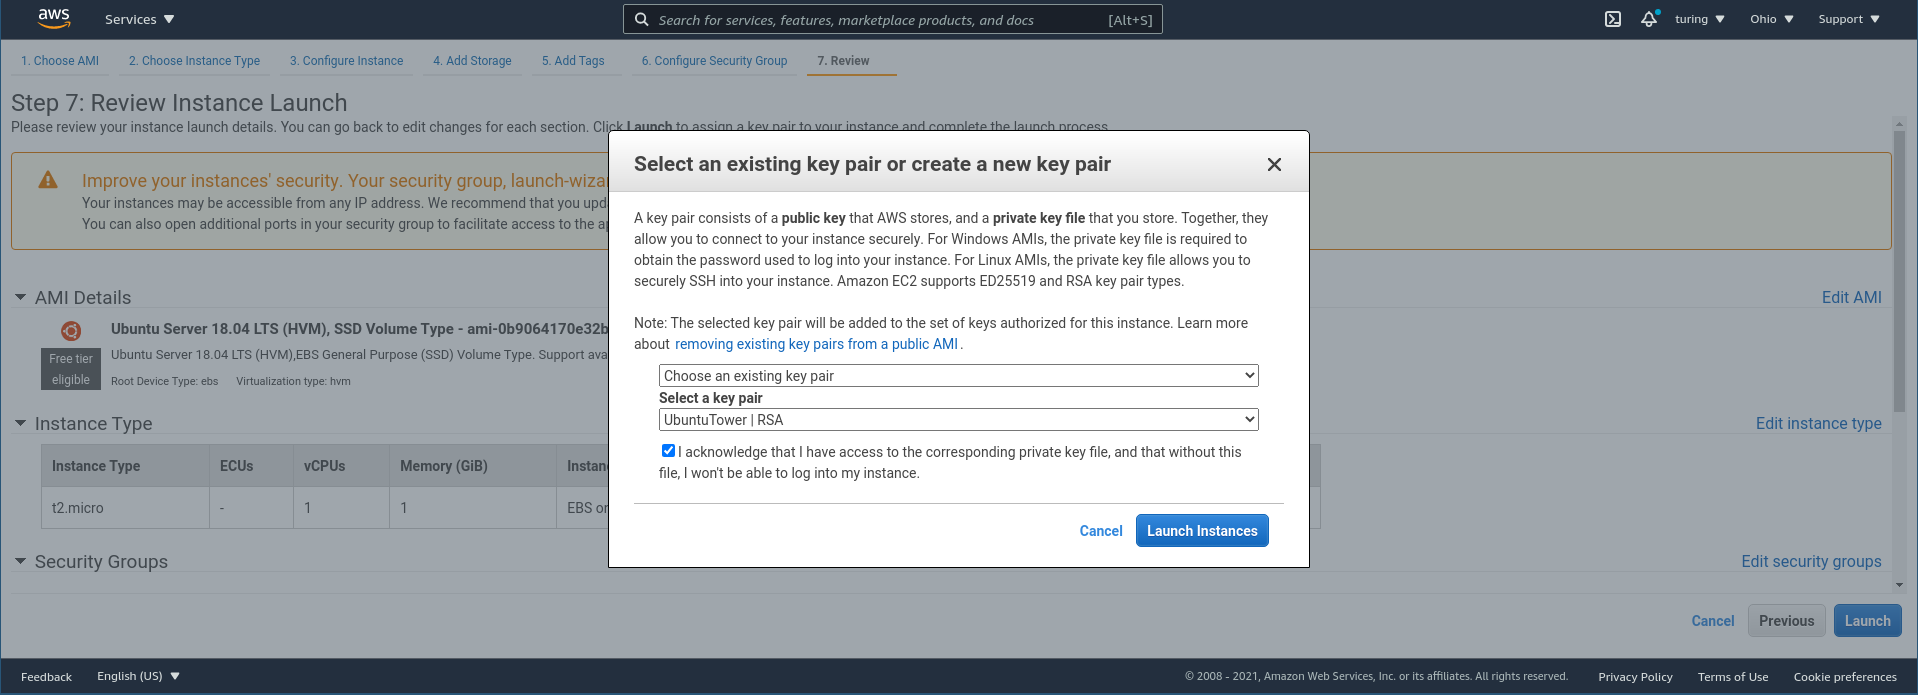 aws
Services
Search for services, features, marketplace products, and docs [Alt+S]
turing
Ohio
Support
1. Choose AMI
2. Choose Instance Type
3. Configure Instance
4. Add Storage
5. Add Tags
6. Configure Security Group
7. Review
Step 7: Review Instance Launch
Please review your instance launch details. You can go back to edit changes for each section. Click Launch to assign a key pair to your instance and complete the launch process.
Improve your instances' security. Your security group, launch-wiza
Your instances may be accessible from any IP address. We recommend that you upd
You can also open additional ports in your security group to facilitate access to the ap
AMI Details
Edit AMI
Ubuntu Server 18.04 LTS (HVM), SSD Volume Type - ami-0b9064170e32b
Free tier
eligible
Ubuntu Server 18.04 LTS (HVM),EBS General Purpose (SSD) Volume Type. Support ava
Root Device Type: ebs Virtualization type: hvm
Instance Type
Edit instance type
Instance Type ECUs vCPUs Memory (GiB) Instan
t2.micro - 1 1 EBS on
Security Groups
Edit security groups
Select an existing key pair or create a new key pair
A key pair consists of a public key that AWS stores, and a private key file that you store. Together, they
allow you to connect to your instance securely. For Windows AMIs, the private key file is required to
obtain the password used to log into your instance. For Linux AMIs, the private key file allows you to
securely SSH into your instance. Amazon EC2 supports ED25519 and RSA key pair types.
Note: The selected key pair will be added to the set of keys authorized for this instance. Learn more
about removing existing key pairs from a public AMI .
Choose an existing key pair
Select a key pair
UbuntuTower | RSA
I acknowledge that I have access to the corresponding private key file, and that without this
file, I won't be able to log into my instance.
Cancel
Launch Instances
Cancel
Previous
Launch
Feedback
English (US)
© 2008 - 2021, Amazon Web Services, Inc. or its affiliates. All rights reserved.
Privacy Policy
Terms of Use
Cookie preferences